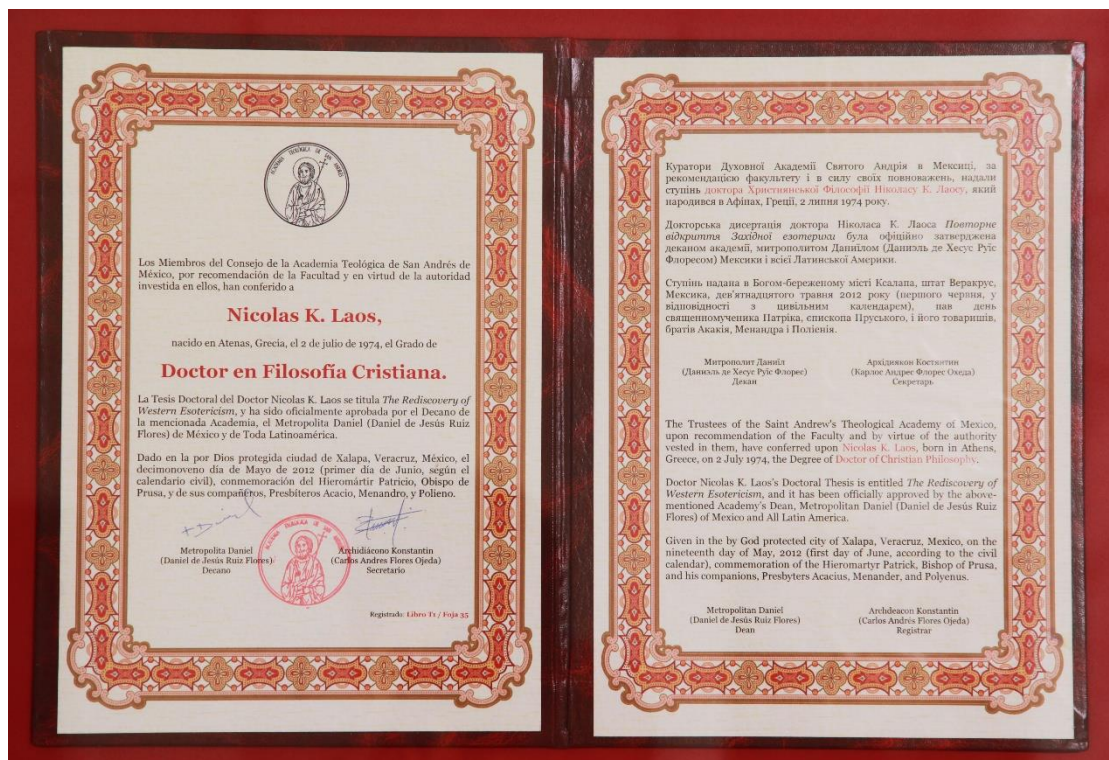 ACADEMIA TEOLÓGICA DE SAN ANDRÉS
Los Miembros del Consejo de la Academia Teológica de San Andrés de
México, por recomendación de la Facultad y en virtud de la autoridad
investida en ellos, han conferido a
Nicolas K. Laos,
nacido en Atenas, Grecia, el 2 de julio de 1974, el Grado de
Doctor en Filosofía Cristiana.
La Tesis Doctoral del Doctor Nicolas K. Laos se titula The Rediscovery of
Western Esotericism, y ha sido oficialmente aprobada por el Decano de
la mencionada Academia, el Metropolita Daniel (Daniel de Jesús Ruiz
Flores) de México y de Toda Latinoamérica.
Dado en la por Dios protegida ciudad de Xalapa, Veracruz, México, el
decimonoveno día de Mayo de 2012 (primer día de Junio, según el
calendario civil), conmemoración del Hieromártir Patricio, Obispo de
Prusa, y de sus compañeros, Presbíteros Acacio, Menandro, y Polieno.
Metropolita Daniel
(Daniel de Jesús Ruiz Flores)
Decano
Archidiácono Konstantin
(Carlos Andres Flores Ojeda)
Secretario
Registrado: Libro T1 / Foja 35
Куратори Духовної Академії Святого Андрія в Мексиці, за
рекомендацією факультету і в силу своїх повноважень, надали
ступінь доктора Християнської Філософії Ніколасу К. Лаосу, який
народився в Афінах, Греції, 2 липня 1974 року.
Докторська дисертація доктора Ніколаса К. Лаоса Повторне
відкриття Західної езотерики була офіційно затверджена
деканом академії, митрополитом Даниїлом (Даниэль де Хесус Руіс
Флоресом) Мексики і всієї Латинської Америки.
Ступінь надана в Богом-береженому місті Ксалапа, штат Веракрус,
Мексика, дев'ятнадцятого травня 2012 року (першого червня, у
відповідності з цивільним календарем), пав день
священномученика Патріка, єпископа Пруського, і його товаришів,
братів Акакія, Менандра і Поліенія.
Митрополит Даниїл
(Даниэль де Хесус Руіс Флорес)
Декан
Архідиякон Костянтин
(Карлос Андрес Флорес Охеда)
Секретарь
The Trustees of the Saint Andrew's Theological Academy of Mexico,
upon recommendation of the Faculty and by virtue of the authority
vested in them, have conferred upon Nicolas K. Laos, born in Athens,
Greece, on 2 July 1974, the Degree of Doctor of Christian Philosophy.
Doctor Nicolas K. Laos's Doctoral Thesis is entitled The Rediscovery of
Western Esotericism, and it has been officially approved by the above-
mentioned Academy's Dean, Metropolitan Daniel (Daniel de Jesús Ruiz
Flores) of Mexico and All Latin America.
Given in the by God protected city of Xalapa, Veracruz, Mexico, on the
nineteenth day of May, 2012 (first day of June, according to the civil
calendar), commemoration of the Hieromartyr Patrick, Bishop of Prusa,
and his companions, Presbyters Acacius, Menander, and Polyenus.
Metropolitan Daniel
(Daniel de Jesús Ruiz Flores)
Dean
Archdeacon Konstantin
(Carlos Andrés Flores Ojeda)
Registrar